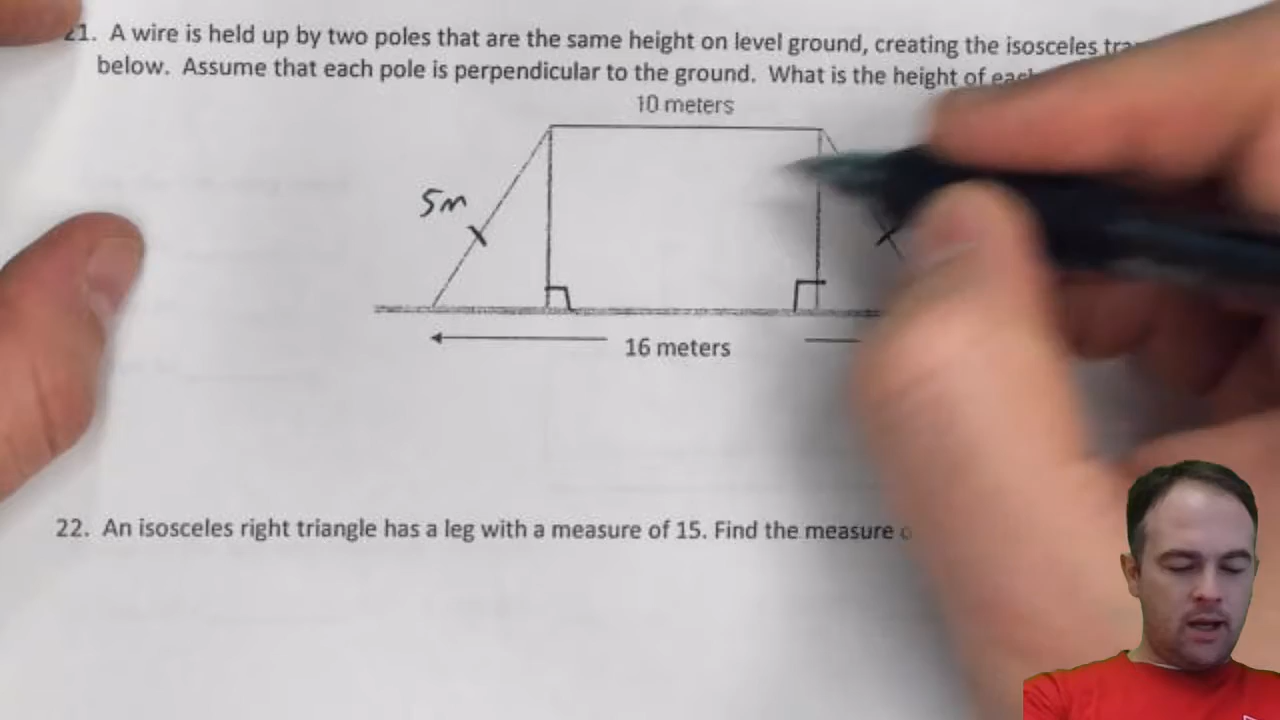 21. A wire is held up by two poles that are the same height on level ground, creating the isosceles
below. Assume that each pole is perpendicular to the ground. What is the height of
10 meters
5m
16 meters
22. An isosceles right triangle has a leg with a measure of 15. Find the measure